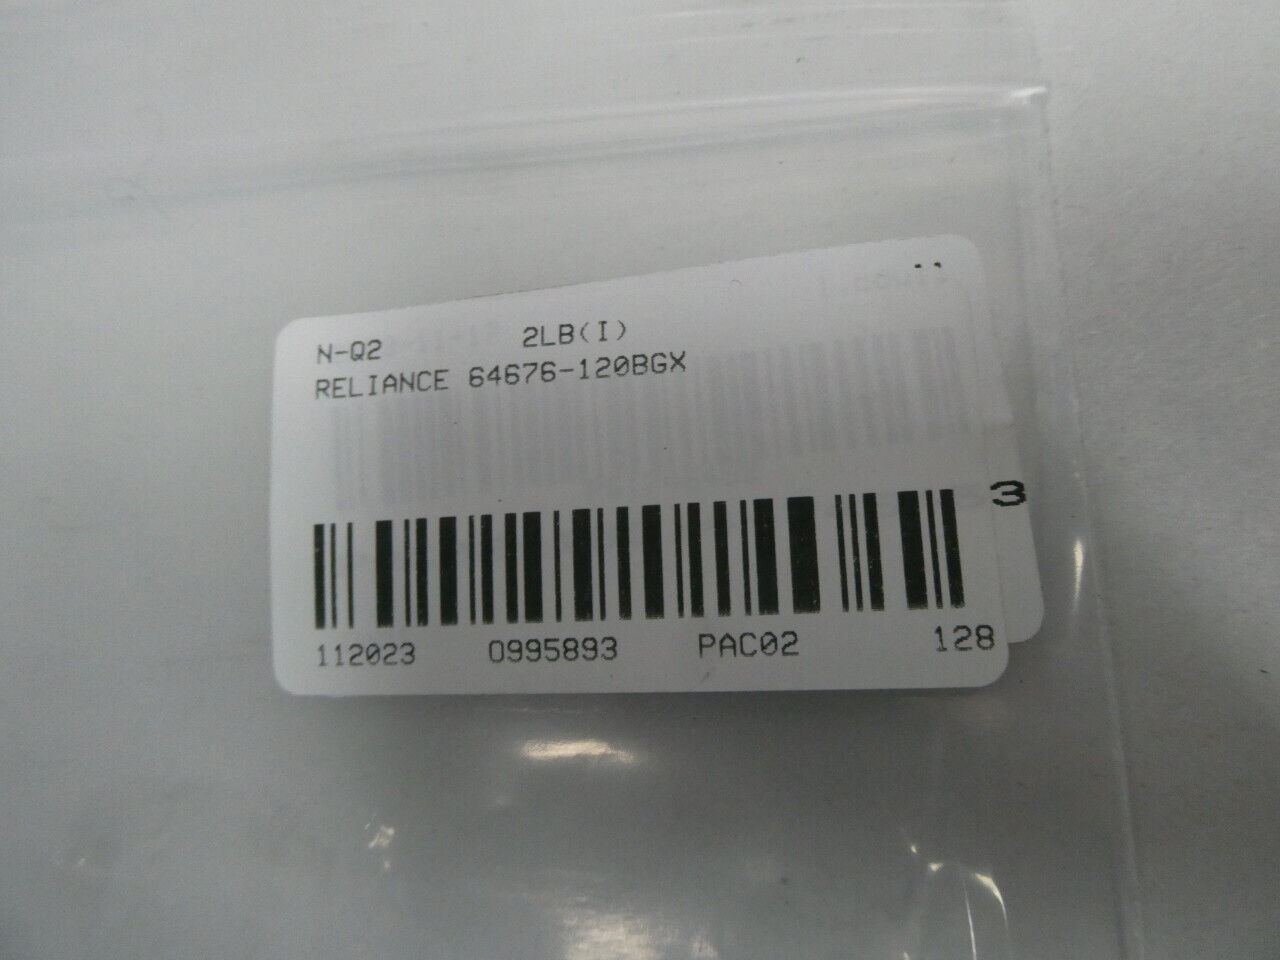 N-Q2 2LB(I)
RELIANCE 64676-120BGX
3
112023 0995893 PAC02 128